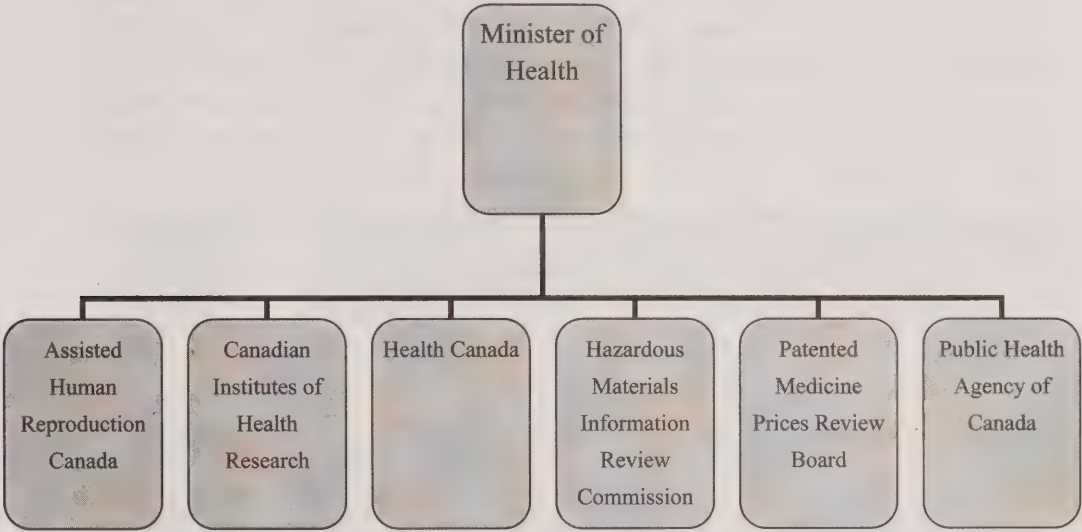 Minister of
Health
Assisted
Human
Reproduction
Canada
Canadian
Institutes of
Health
Research
Health Canada
Hazardous
Materials
Information
Review
Commission
Patented
Medicine
Prices Review
Board
Public Health
Agency of
Canada